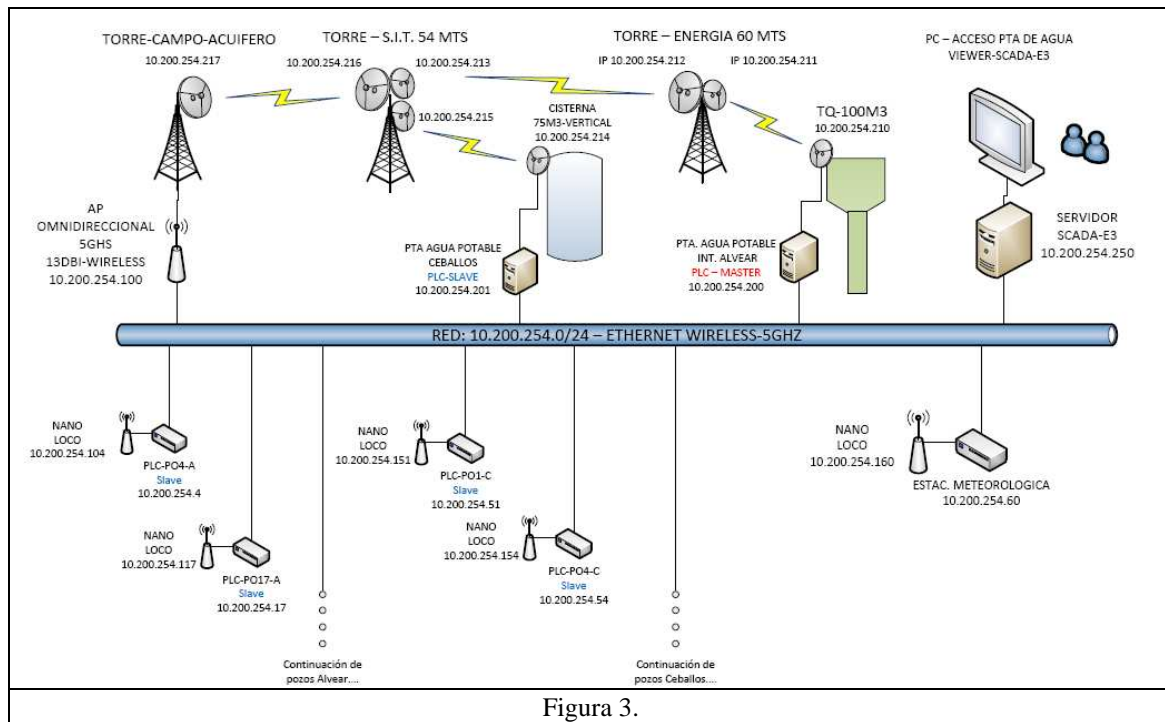 TORRE-CAMPO-ACUIFERO
10.200.254.217
TORRE – S.I.T. 54 MTS
10.200.254.216
10.200.254.213
10.200.254.215
TORRE – ENERGIA 60 MTS
IP 10.200.254.212
IP 10.200.254.211
PC – ACCESO PTA DE AGUA
VIEWER-SCADA-E3
CISTERNA
75M3-VERTICAL
10.200.254.214
TQ-100M3
10.200.254.210
AP
OMNIDIRECCIONAL
5GHS
13DBI-WIRELESS
10.200.254.100
PTA AGUA POTABLE
CEBALLOS
PLC-SLAVE
10.200.254.201
PTA. AGUA POTABLE
INT. ALVEAR
PLC – MASTER
10.200.254.200
SERVIDOR
SCADA-E3
10.200.254.250
RED: 10.200.254.0/24 – ETHERNET WIRELESS-5GHZ
NANO
LOCO
10.200.254.104
PLC-PO4-A
Slave
10.200.254.4
NANO
LOCO
10.200.254.117
PLC-PO17-A
Slave
10.200.254.17
NANO
LOCO
10.200.254.151
PLC-PO1-C
Slave
10.200.254.51
NANO
LOCO
10.200.254.154
PLC-PO4-C
Slave
10.200.254.54
NANO
LOCO
10.200.254.160
ESTAC. METEOROLOGICA
10.200.254.60
Continuación de
pozos Alvear....
Continuación de
pozos Ceballos....
Figura 3.